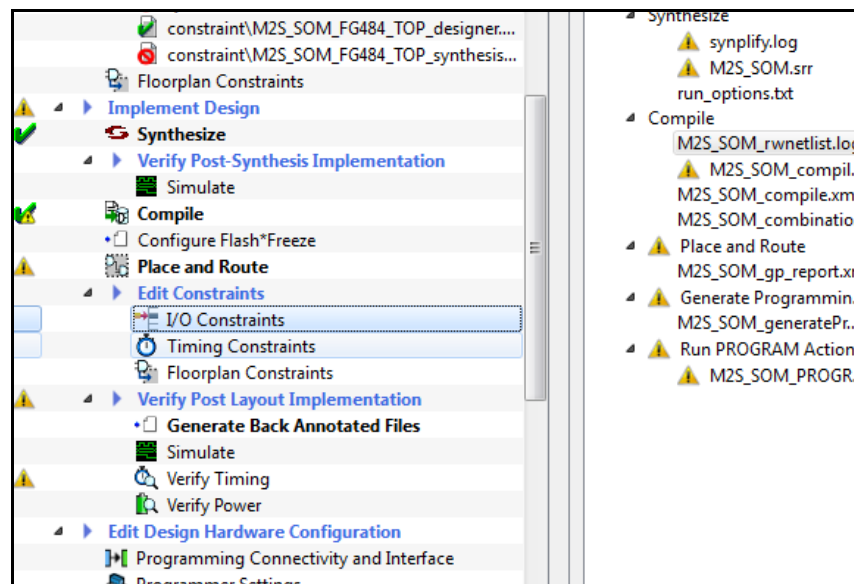 constraint\M2S_SOM_FG484_TOP_designer....
constraint\M2S_SOM_FG484_TOP_synthesis...
Floorplan Constraints
Implement Design
Synthesize
Verify Post-Synthesis Implementation
Simulate
Compile
Configure Flash*Freeze
Place and Route
Edit Constraints
I/O Constraints
Timing Constraints
Floorplan Constraints
Verify Post Layout Implementation
Generate Back Annotated Files
Simulate
Verify Timing
Verify Power
Edit Design Hardware Configuration
Programming Connectivity and Interface
Programmer Settings
Synthesize
synplify.log
M2S_SOM.srr
run_options.txt
Compile
M2S_SOM_rwnetlist.log
M2S_SOM_compil.
M2S_SOM_compile.xm
M2S_SOM_combinatio
Place and Route
M2S_SOM_gp_report.xm
Generate Programmin.
M2S_SOM_generatePr..
Run PROGRAM Action
M2S_SOM_PROGR.